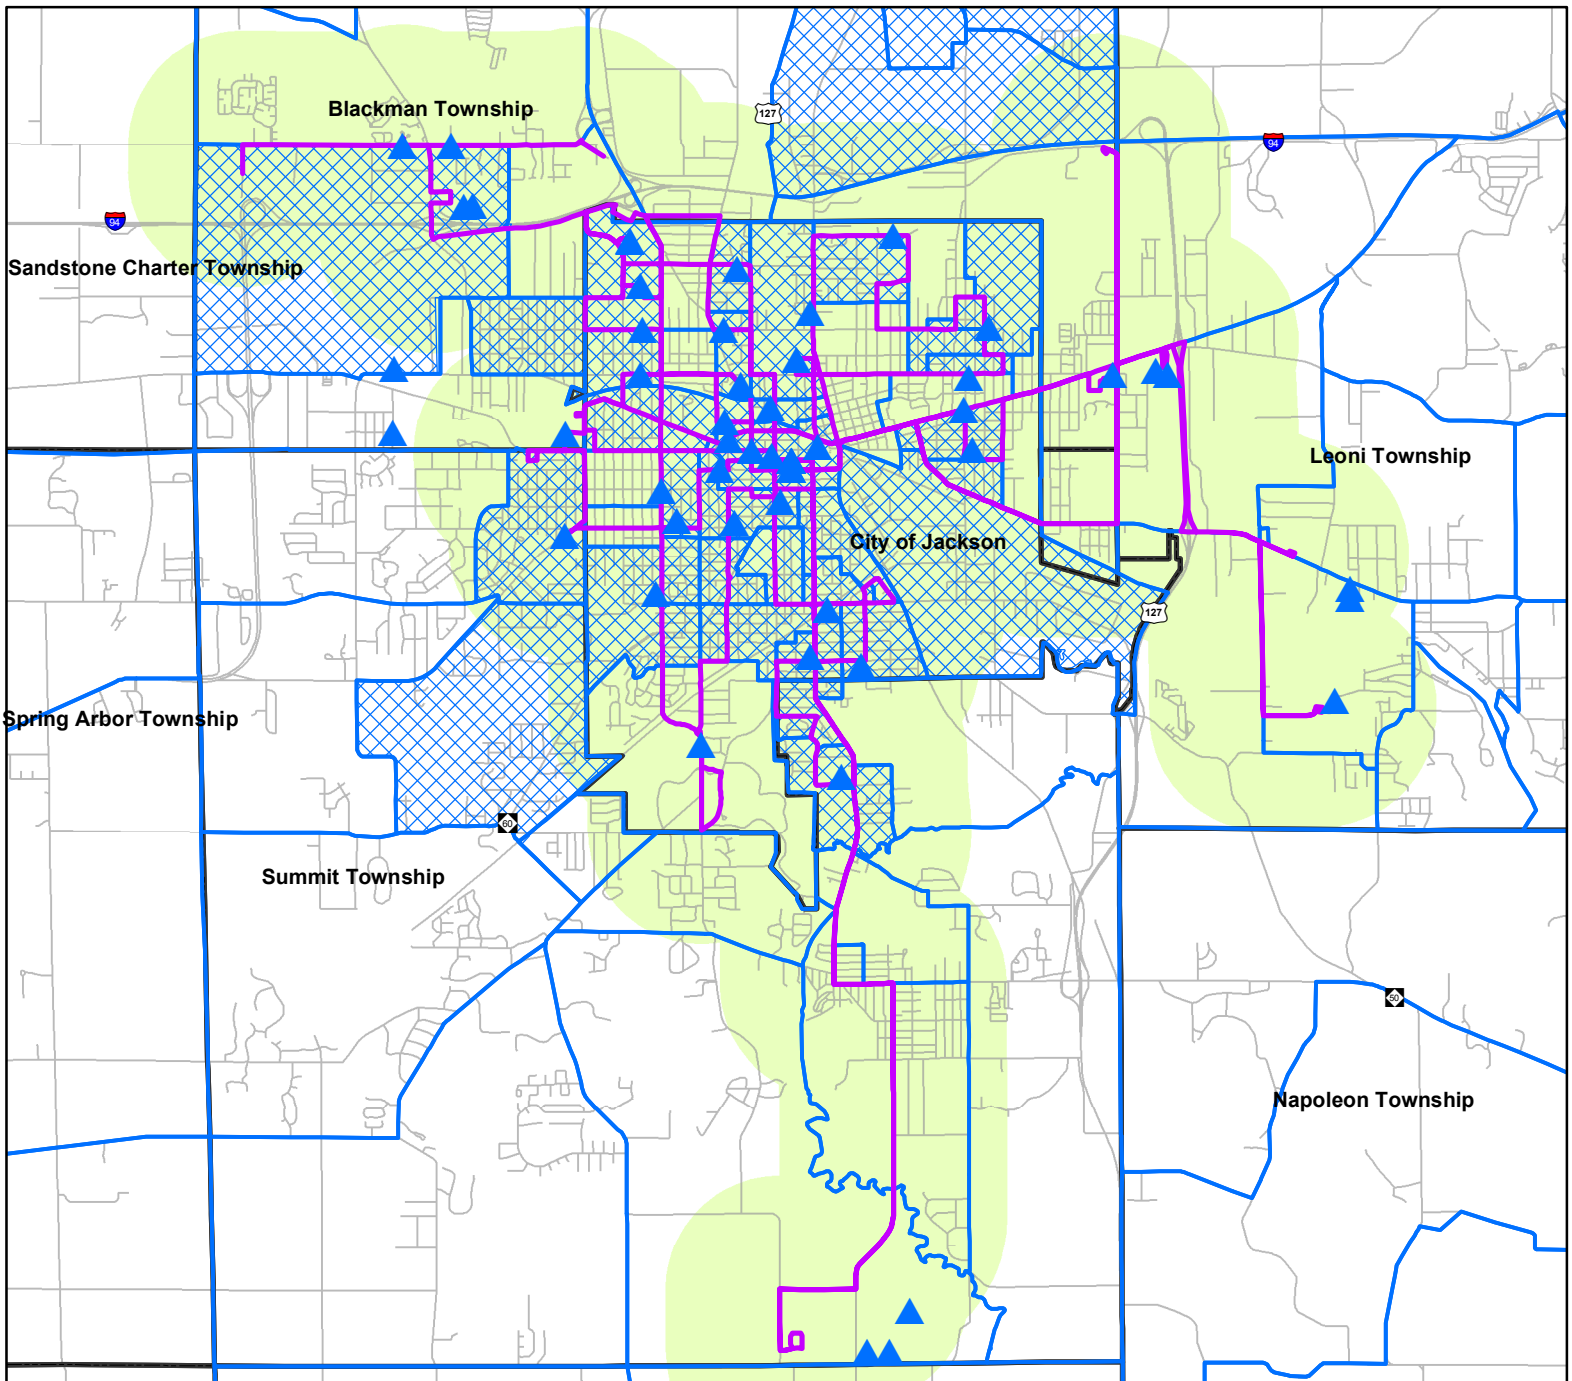 Blackman Township
127
94
94
Sandstone Charter Township
Leoni Township
City of Jackson
127
Spring Arbor Township
60
Summit Township
50
Napoleon Township